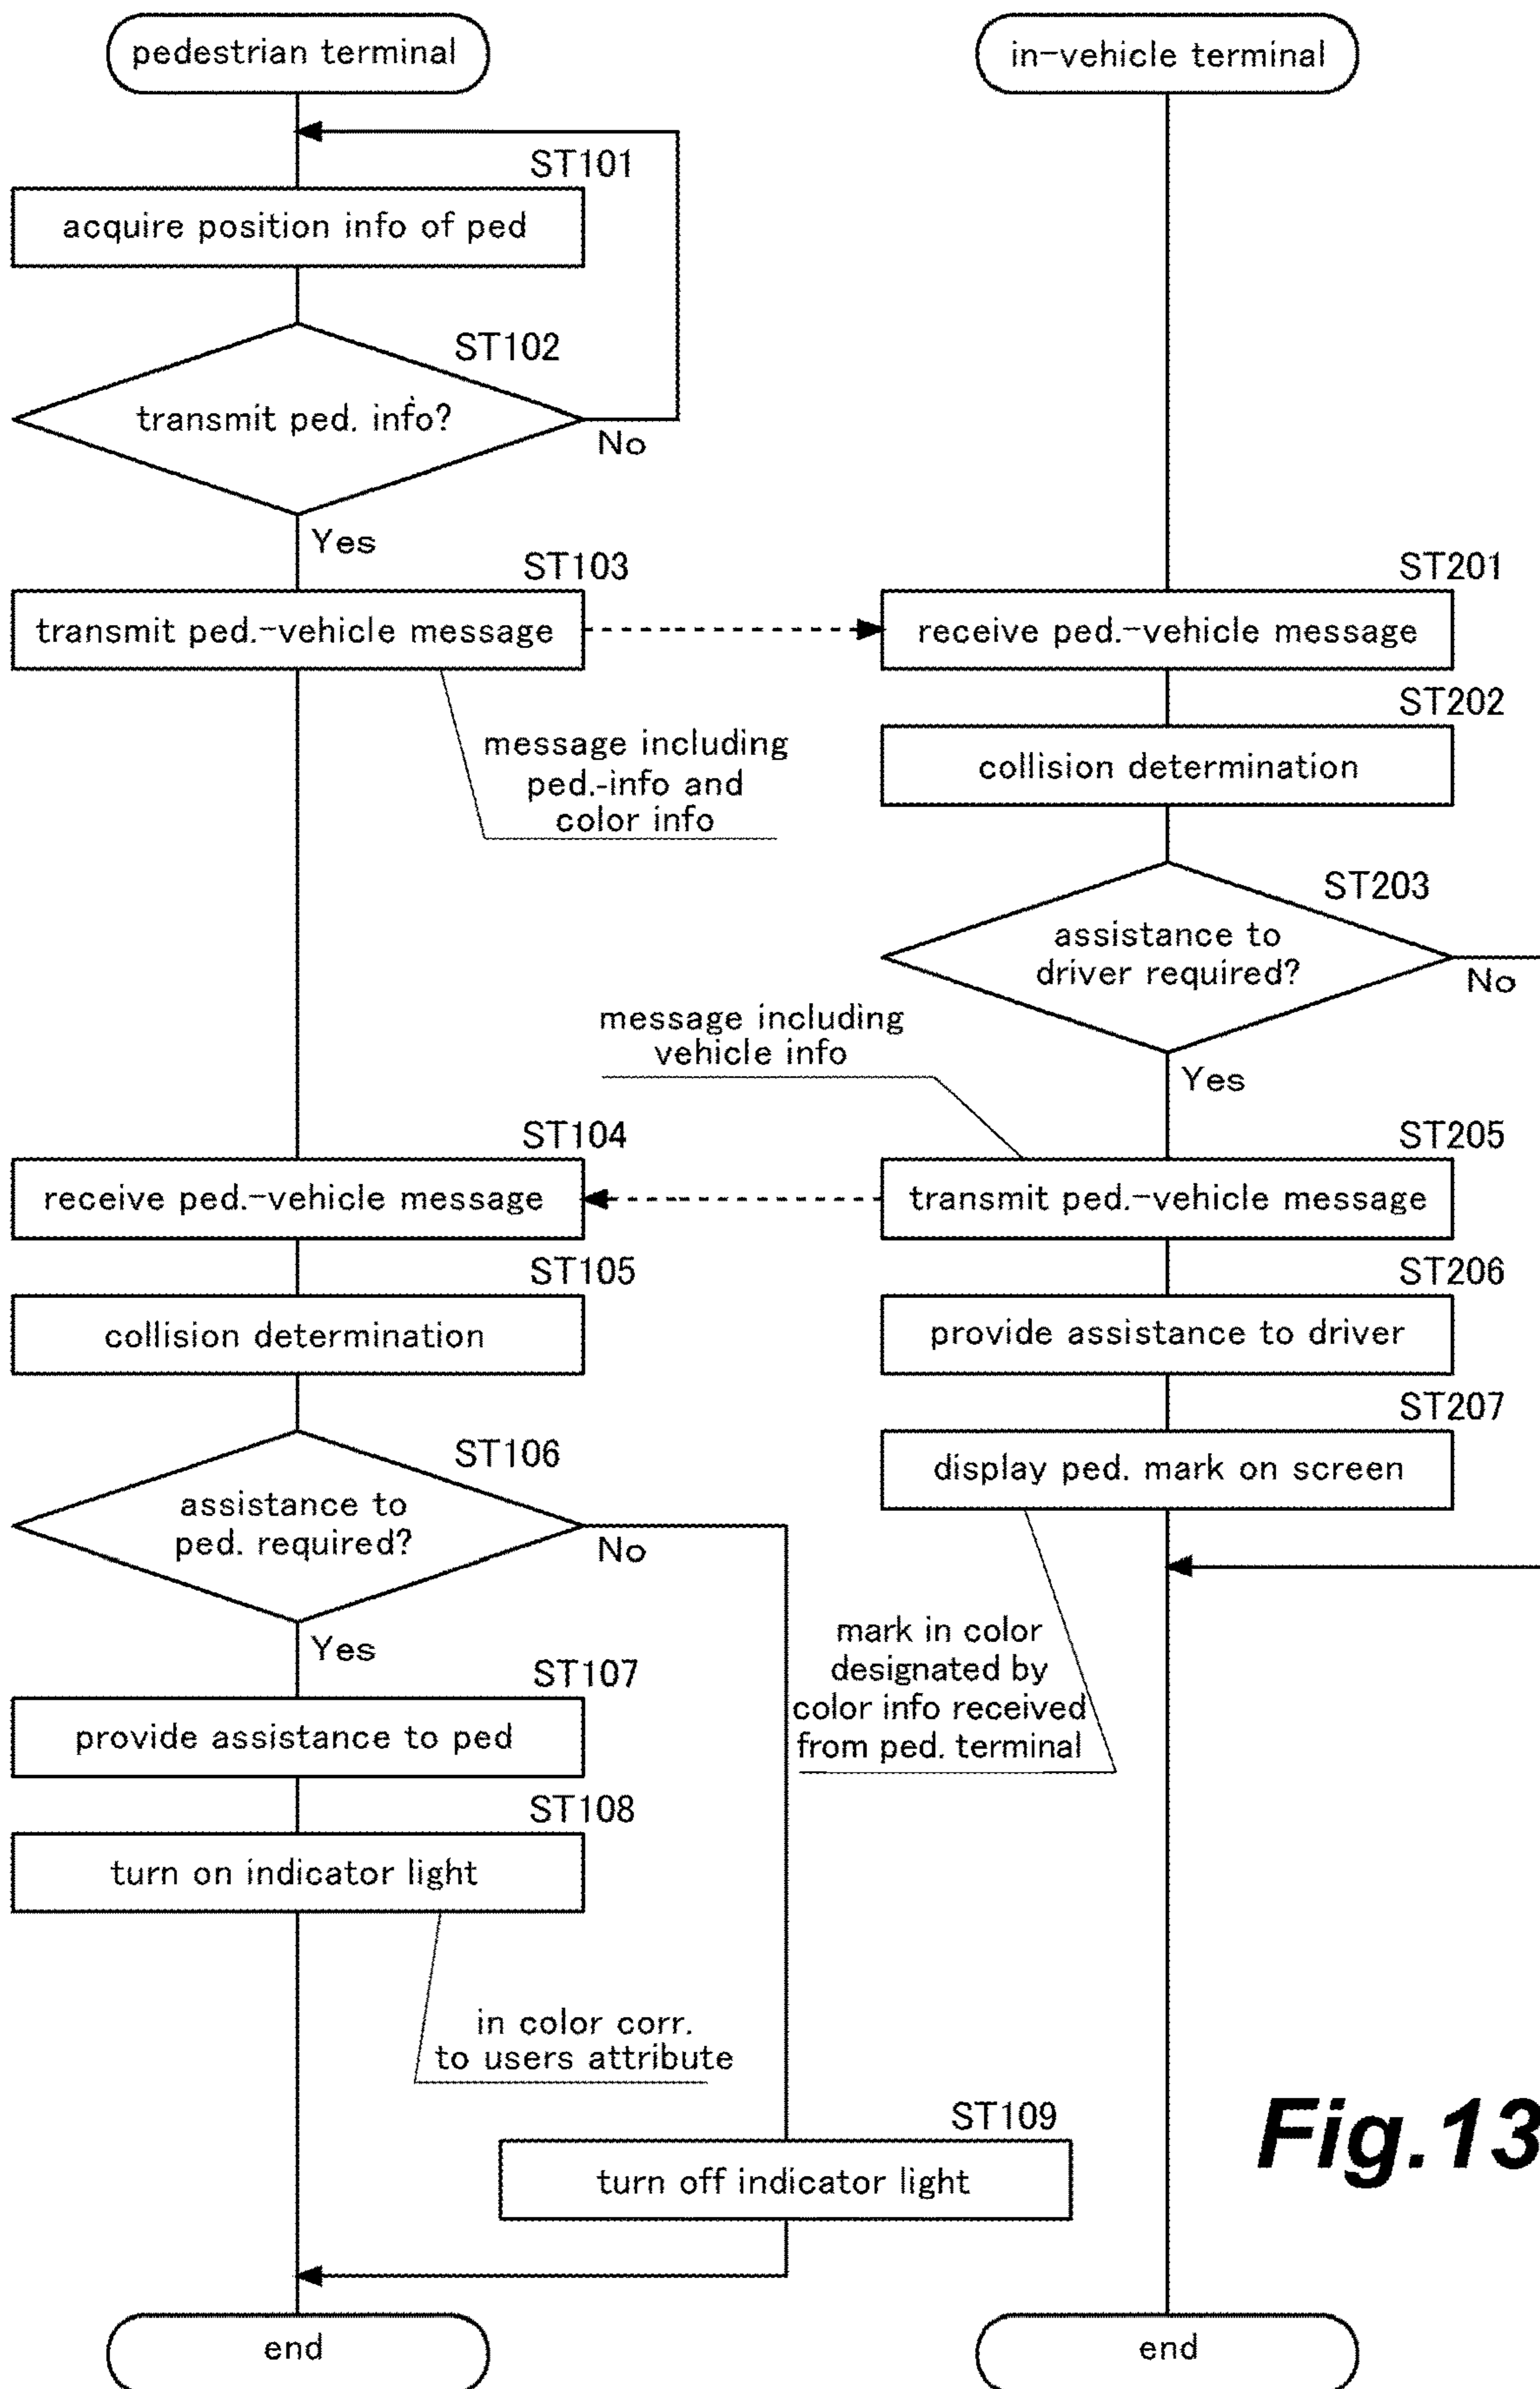 pedestrian terminal
in-vehicle terminal
ST101
acquire position info of ped
ST102
transmit ped. info?
No
Yes
ST103
transmit ped.-vehicle message
ST201
receive ped.-vehicle message
message including
ped.-info and
color info
ST202
collision determination
ST203
assistance to
driver required?
No
Yes
message including
vehicle info
ST104
receive ped.-vehicle message
ST205
transmit ped.-vehicle message
ST105
collision determination
ST206
provide assistance to driver
ST207
display ped. mark on screen
ST106
assistance to
ped. required?
No
Yes
mark in color
designated by
color info received
from ped. terminal
ST107
provide assistance to ped
ST108
turn on indicator light
in color corr.
to users attribute
ST109
turn off indicator light
Fig.13
end
end